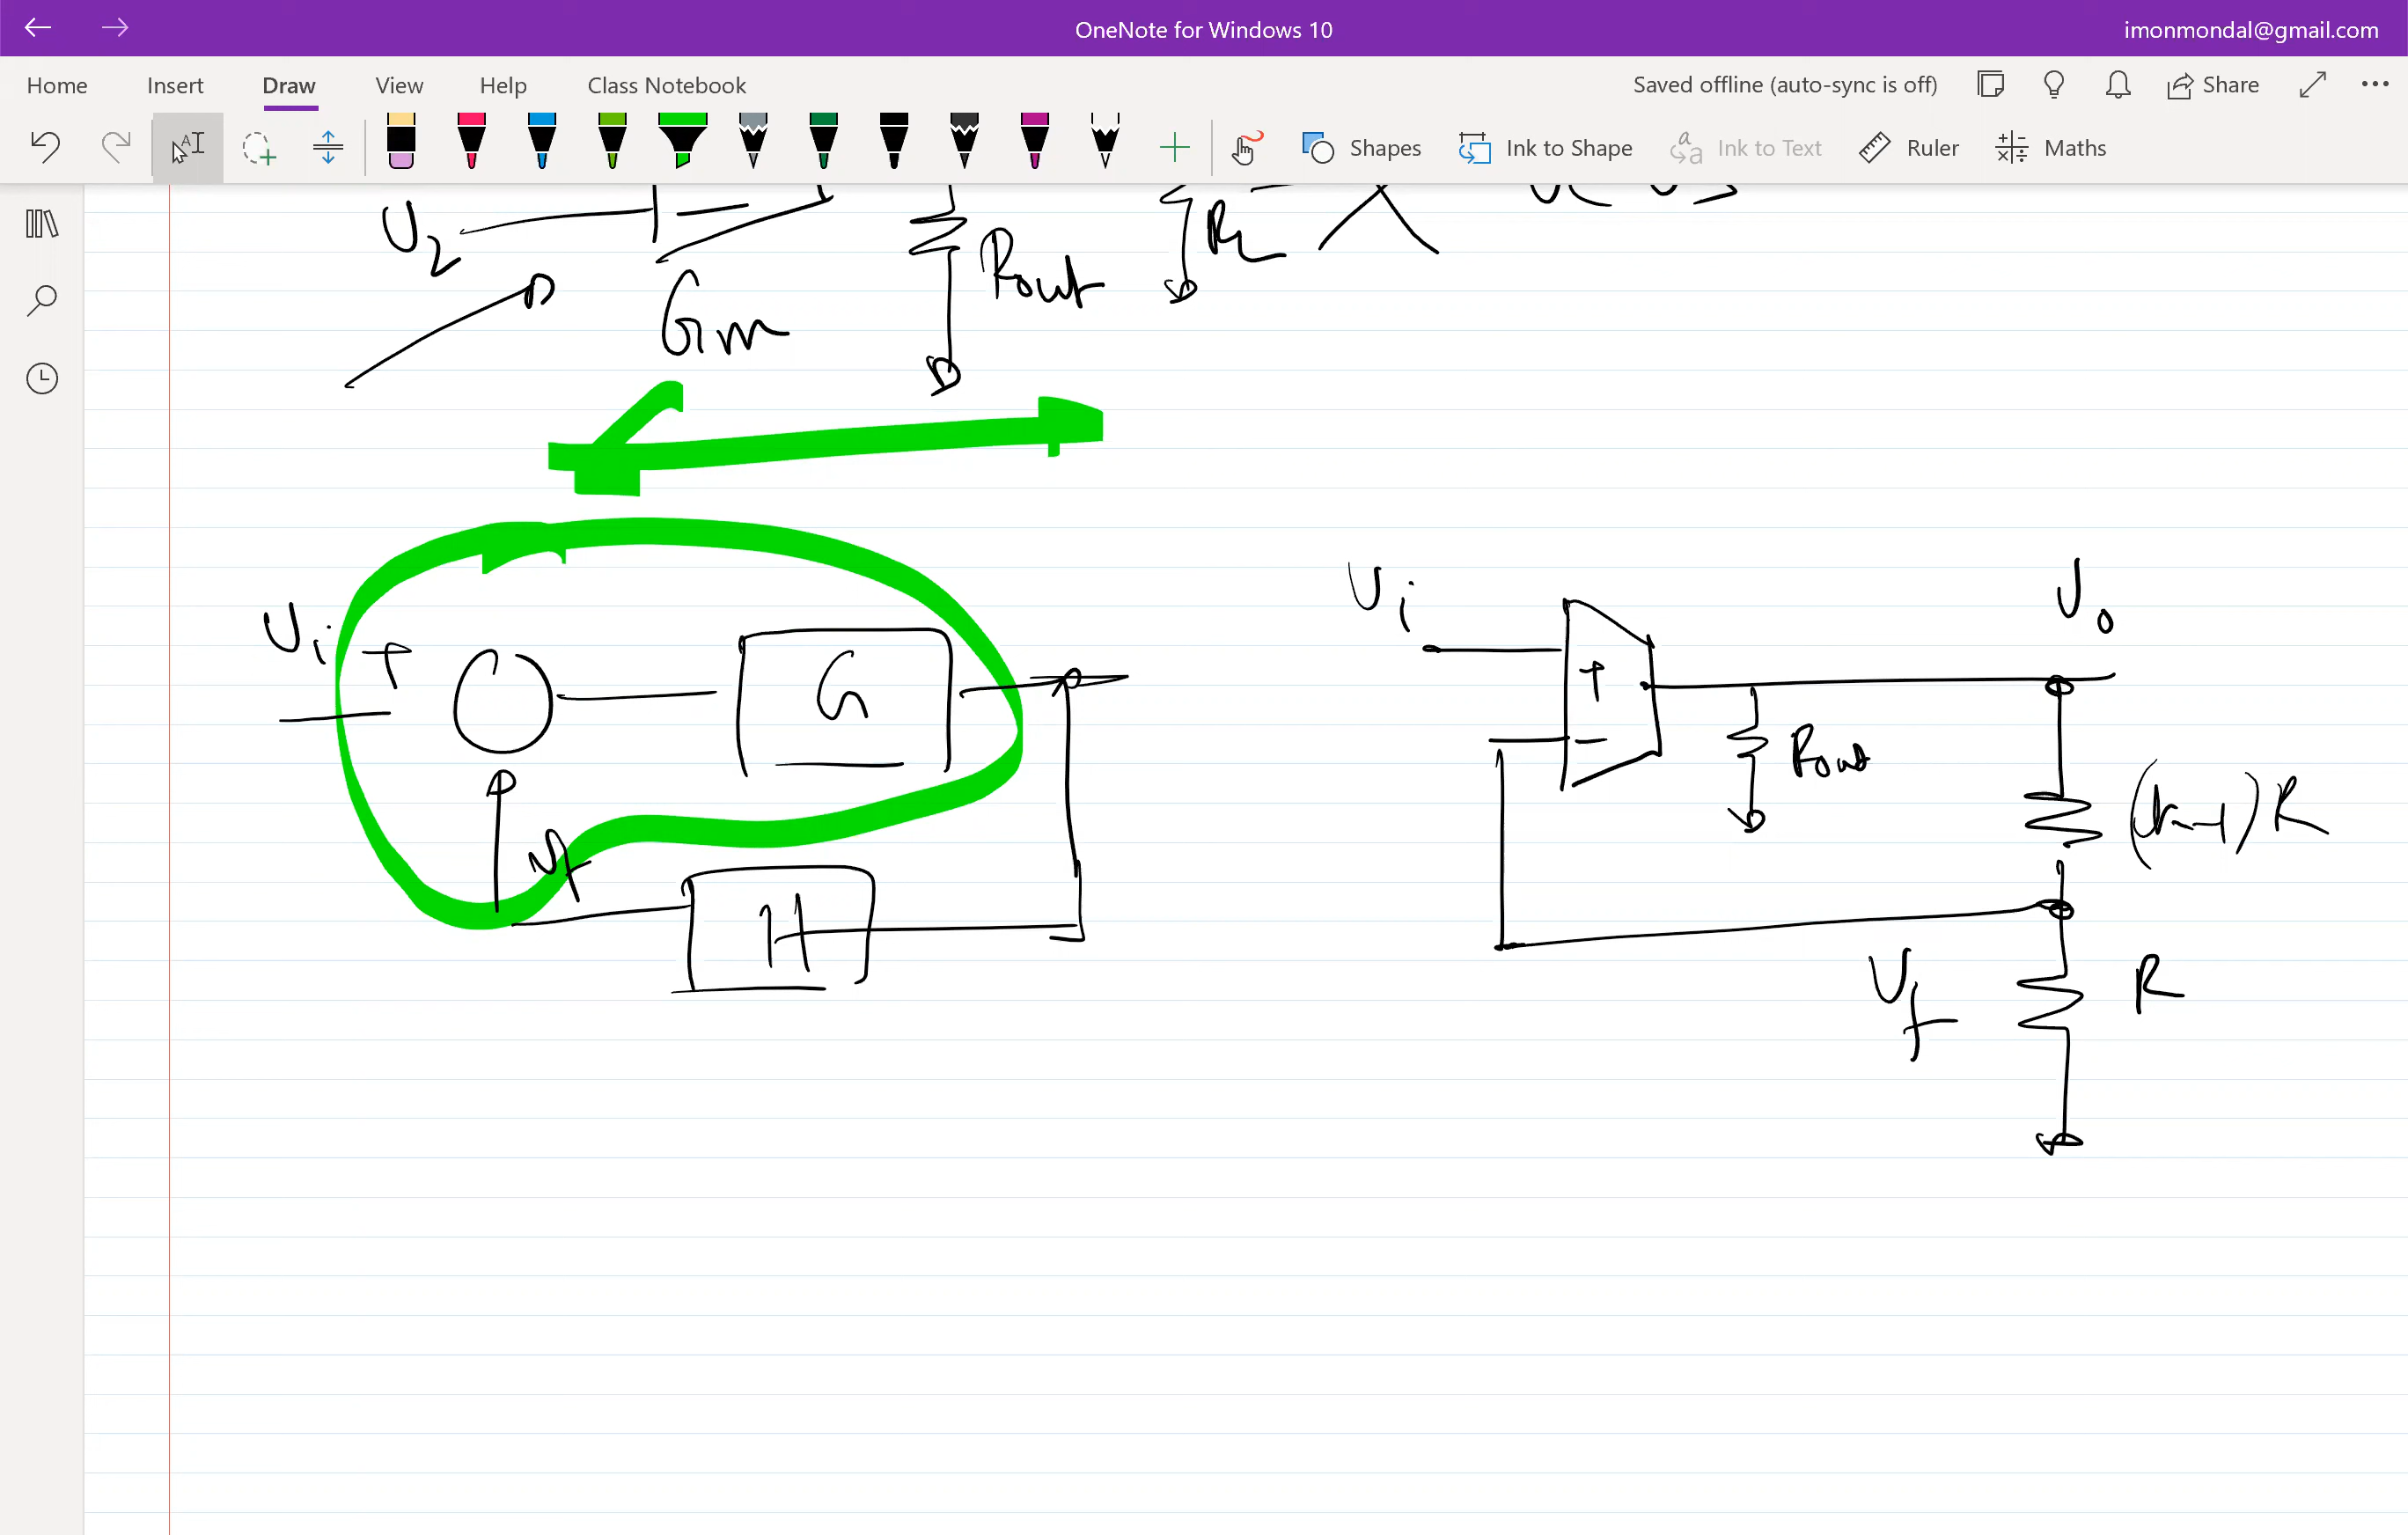 OneNote for Windows 10
imonmondal@gmail.com
Home Insert Draw View Help Class Notebook
Saved offline (auto-sync is off) Share
Shapes Ink to Shape Ink to Text Ruler Maths
V2
Rout
RL
Gm
Vi +
G
Vf
H
Vi
Vo
+
-
Rout
(k-1)R
Vf
R